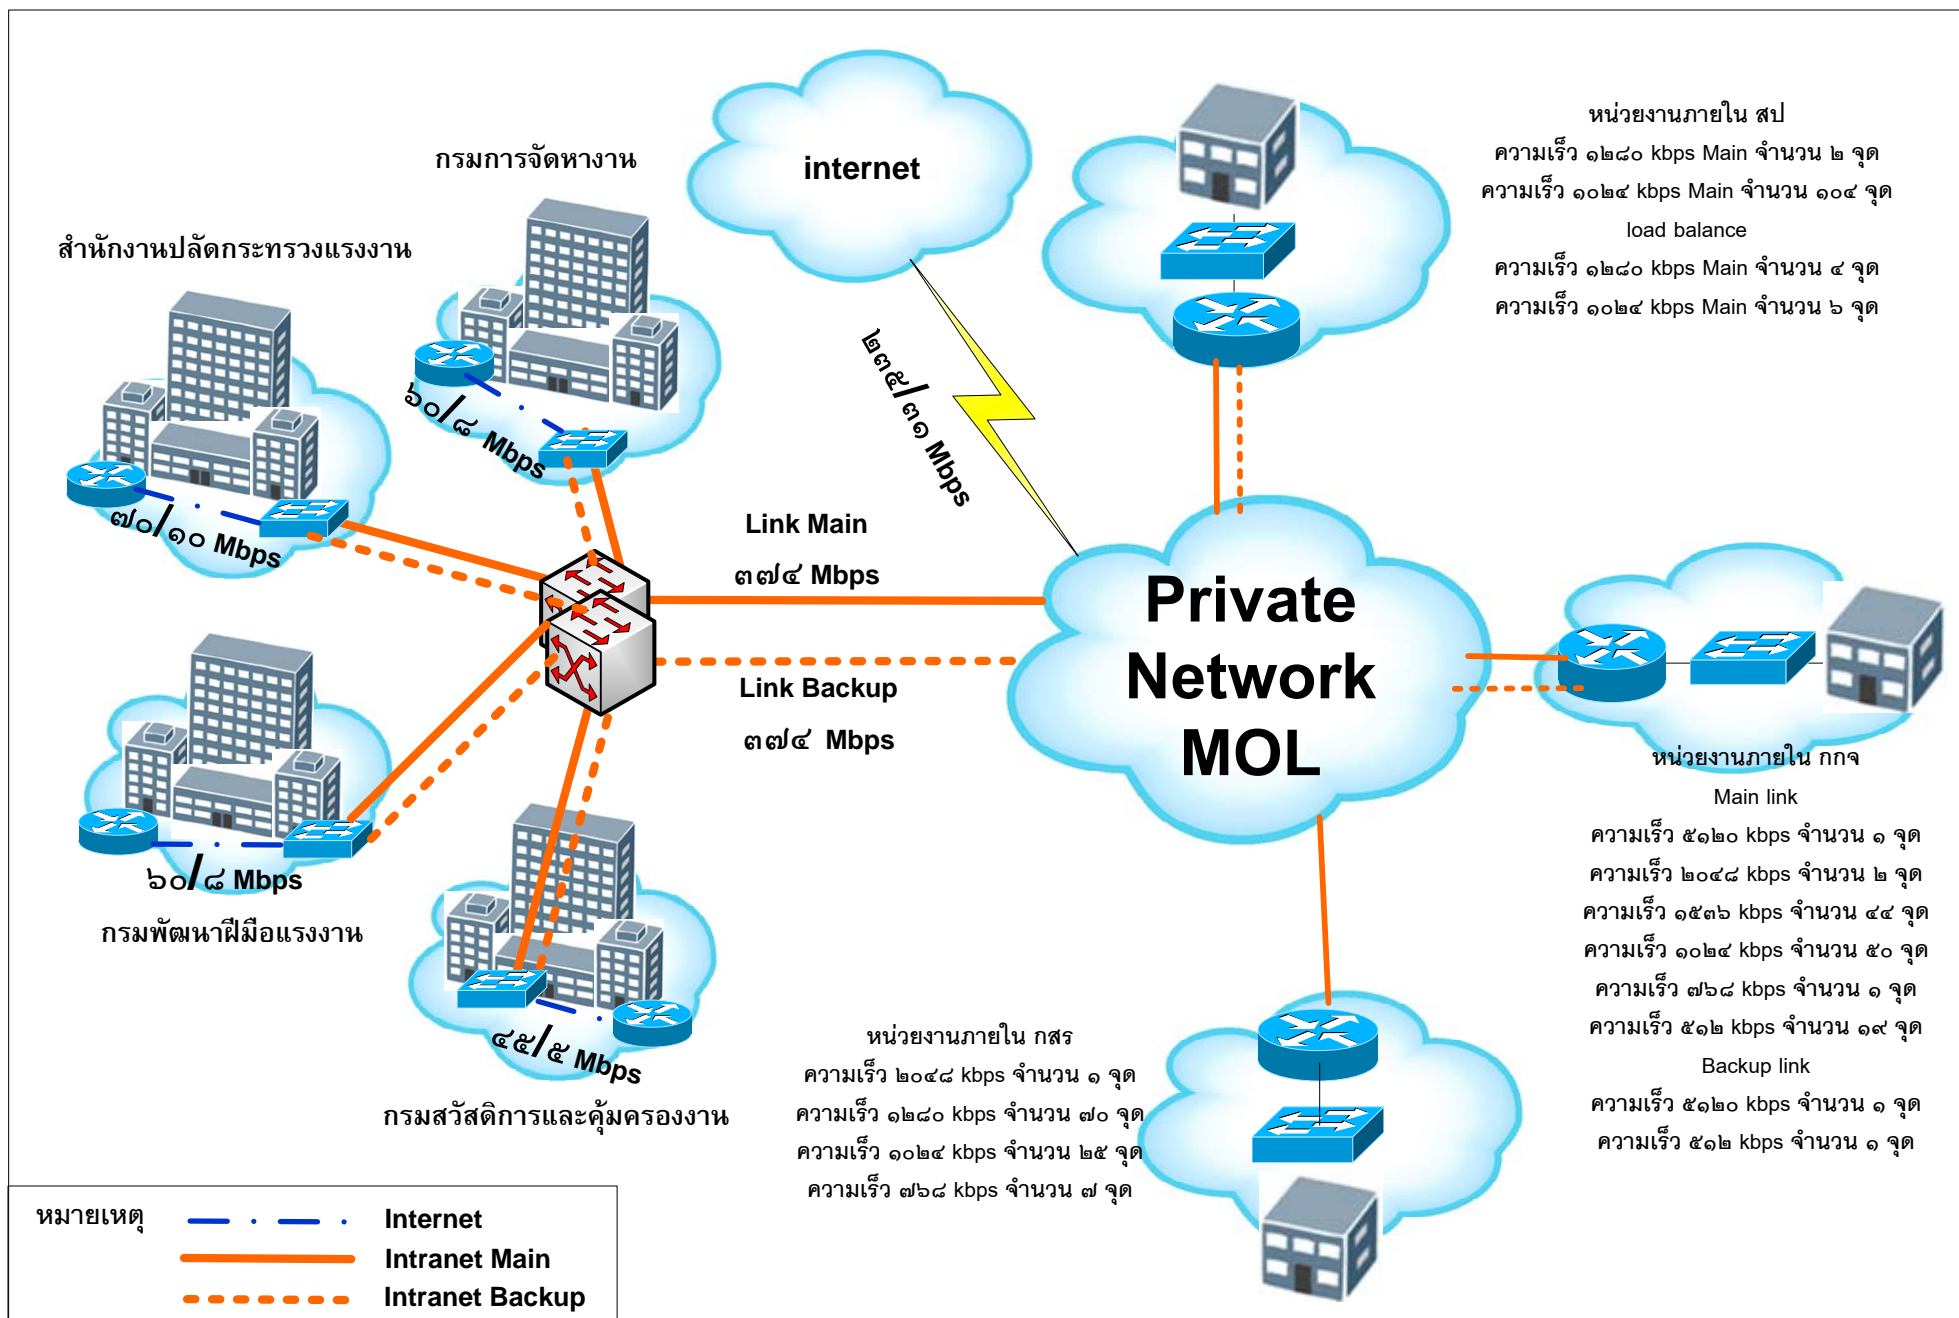 internet
กรมการจัดหางาน
สำนักงานปลัดกระทรวงแรงงาน
๖๐/๘ Mbps
๗๐/๑๐ Mbps
๒๓๕/๓๑ Mbps
หน่วยงานภายใน สป
ความเร็ว ๑๒๘๐ kbps Main จำนวน ๒ จุด
ความเร็ว ๑๐๒๔ kbps Main จำนวน ๑๐๔ จุด
load balance
ความเร็ว ๑๒๘๐ kbps Main จำนวน ๔ จุด
ความเร็ว ๑๐๒๔ kbps Main จำนวน ๖ จุด
Link Main
๓๗๔ Mbps
Link Backup
๓๗๔ Mbps
Private
Network
MOL
๖๐/๘ Mbps
กรมพัฒนาฝีมือแรงงาน
๔๕/๕ Mbps
กรมสวัสดิการและคุ้มครองงาน
หน่วยงานภายใน กกจ
Main link
ความเร็ว ๕๑๒๐ kbps จำนวน ๑ จุด
ความเร็ว ๒๐๔๘ kbps จำนวน ๒ จุด
ความเร็ว ๑๕๓๖ kbps จำนวน ๔๔ จุด
ความเร็ว ๑๐๒๔ kbps จำนวน ๕๐ จุด
ความเร็ว ๗๖๘ kbps จำนวน ๑ จุด
ความเร็ว ๕๑๒ kbps จำนวน ๑๙ จุด
Backup link
ความเร็ว ๕๑๒๐ kbps จำนวน ๑ จุด
ความเร็ว ๕๑๒ kbps จำนวน ๑ จุด
หน่วยงานภายใน กสร
ความเร็ว ๒๐๔๘ kbps จำนวน ๑ จุด
ความเร็ว ๑๒๘๐ kbps จำนวน ๗๐ จุด
ความเร็ว ๑๐๒๔ kbps จำนวน ๒๕ จุด
ความเร็ว ๗๖๘ kbps จำนวน ๗ จุด
หมายเหตุ
Internet
Intranet Main
Intranet Backup